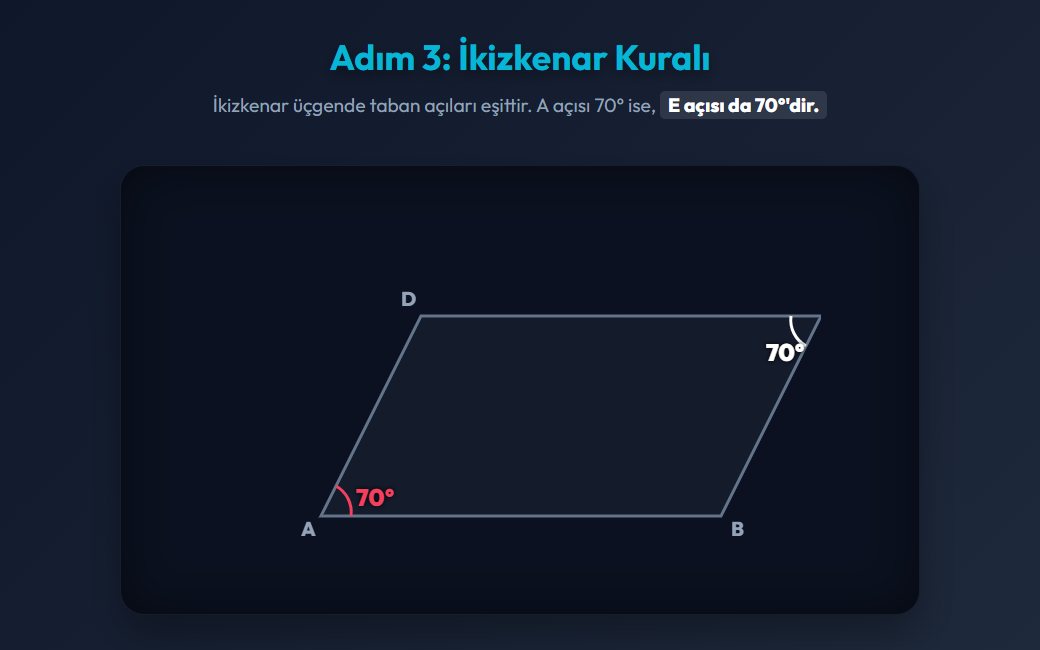 Adım 3: İkizkenar Kuralı
İkizkenar üçgende taban açıları eşittir. A açısı 70° ise, E açısı da 70°'dir.
D
70°
70°
A
B